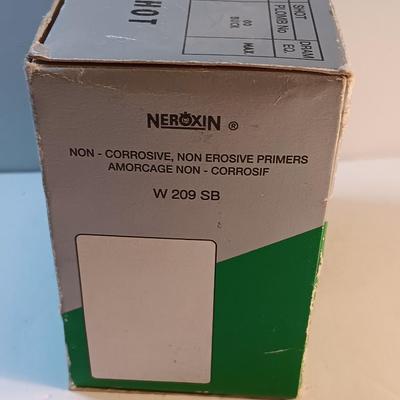 SHOT
DRAM EQ.
SHOT PLOMB No
MAX
00 BUCK
NEROXIN ®
NON - CORROSIVE, NON EROSIVE PRIMERS
AMORCAGE NON - CORROSIF
W 209 SB